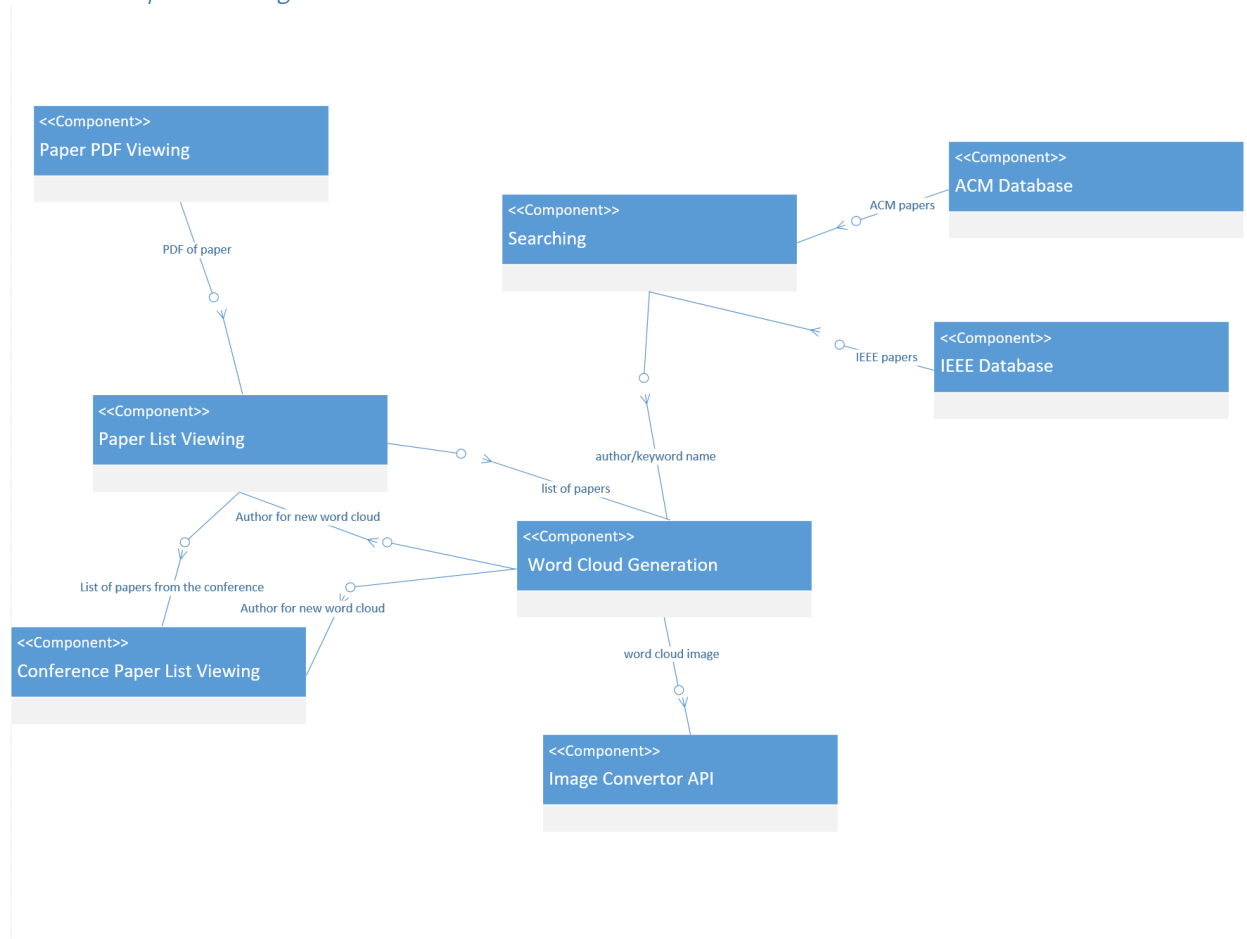 <<Component>>
Paper PDF Viewing
<<Component>>
ACM Database
ACM papers
<<Component>>
Searching
PDF of paper
<<Component>>
IEEE Database
IEEE papers
<<Component>>
Paper List Viewing
author/keyword name
list of papers
Author for new word cloud
<<Component>>
Word Cloud Generation
List of papers from the conference
Author for new word cloud
<<Component>>
Conference Paper List Viewing
word cloud image
<<Component>>
Image Convertor API